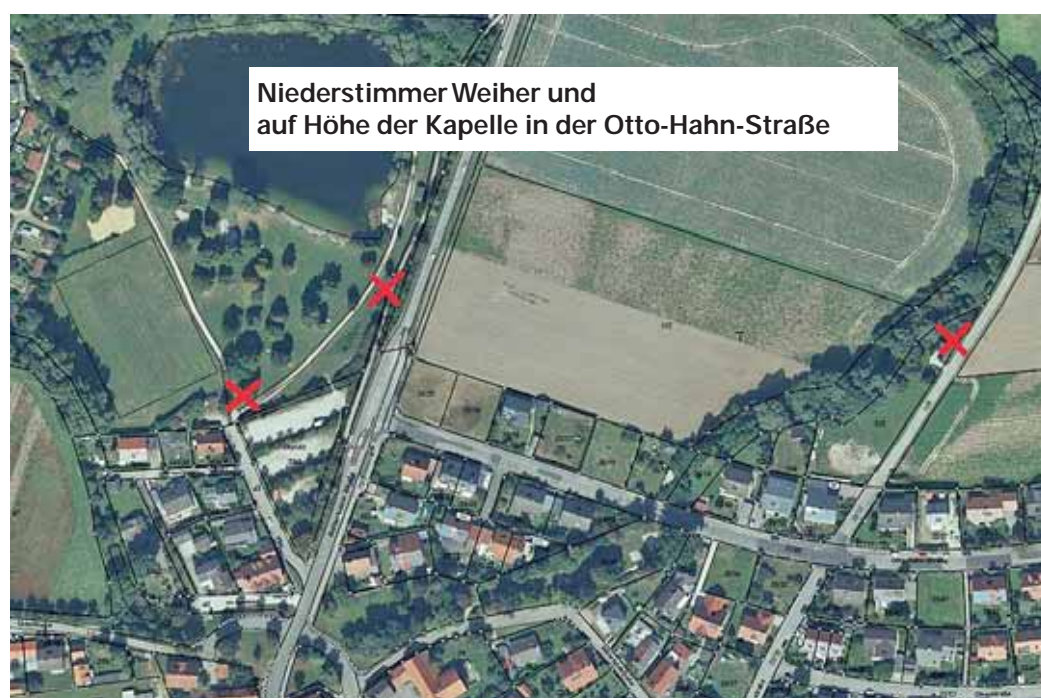 Niederstimmer Weiher und
auf Höhe der Kapelle in der Otto-Hahn-Straße